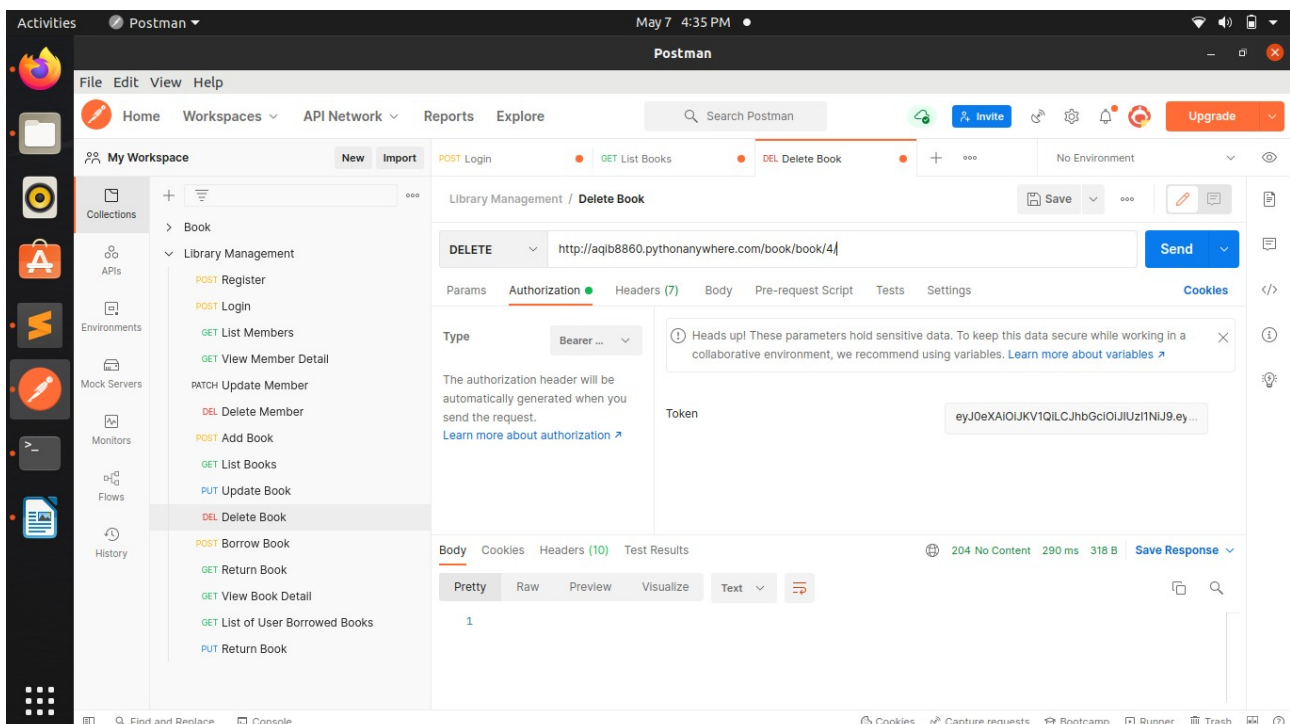 Activities Postman May 7 4:35 PM
Postman
File Edit View Help
Home Workspaces API Network Reports Explore Search Postman Invite Upgrade
My Workspace New Import POST Login GET List Books DEL Delete Book No Environment
Collections
APIs
Environments
Mock Servers
Monitors
Flows
History
Book
Library Management
POST Register
POST Login
GET List Members
GET View Member Detail
PATCH Update Member
DEL Delete Member
POST Add Book
GET List Books
PUT Update Book
DEL Delete Book
POST Borrow Book
GET Return Book
GET View Book Detail
GET List of User Borrowed Books
PUT Return Book
Library Management / Delete Book Save
DELETE http://aqib8860.pythonanywhere.com/book/book/4/ Send
Params Authorization Headers (7) Body Pre-request Script Tests Settings Cookies
Type Bearer ...
The authorization header will be
automatically generated when you
send the request.
Learn more about authorization
Heads up! These parameters hold sensitive data. To keep this data secure while working in a
collaborative environment, we recommend using variables. Learn more about variables
Token eyJ0eXAiOiJKV1QiLCJhbGciOiJIUzI1NiJ9.ey...
Body Cookies Headers (10) Test Results 204 No Content 290 ms 318 B Save Response
Pretty Raw Preview Visualize Text
1
Find and Replace Console Cookies Capture requests Bootcamp Runner Trash